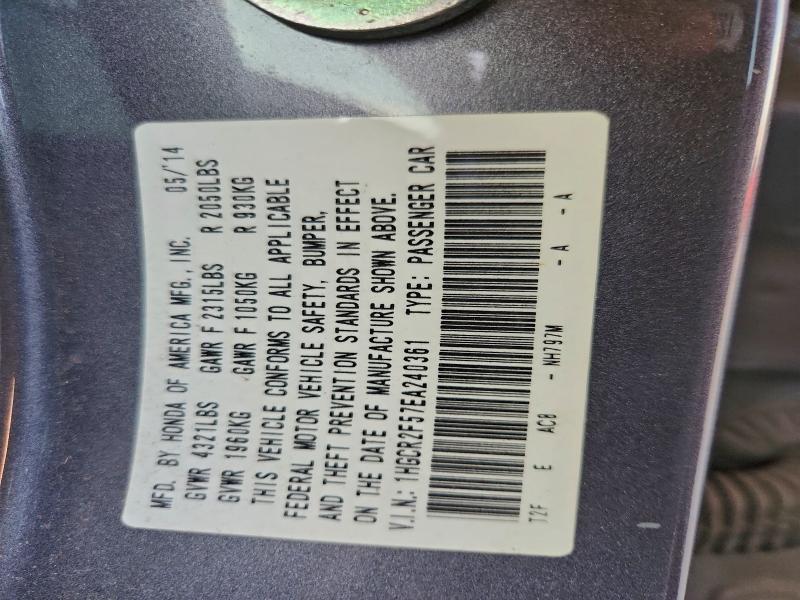 MFD. BY HONDA OF AMERICA MFG., INC. 05/14
GVWR 4321LBS GAWR F 2315LBS R 2050LBS
GVWR 1960KG GAWR F 1050KG R 930KG
THIS VEHICLE CONFORMS TO ALL APPLICABLE
FEDERAL MOTOR VEHICLE SAFETY, BUMPER,
AND THEFT PREVENTION STANDARDS IN EFFECT
ON THE DATE OF MANUFACTURE SHOWN ABOVE.
V.I.N.: 1HGCR2F57EA240361 TYPE: PASSENGER CAR
T2F E AC8 - NH797M - A - A